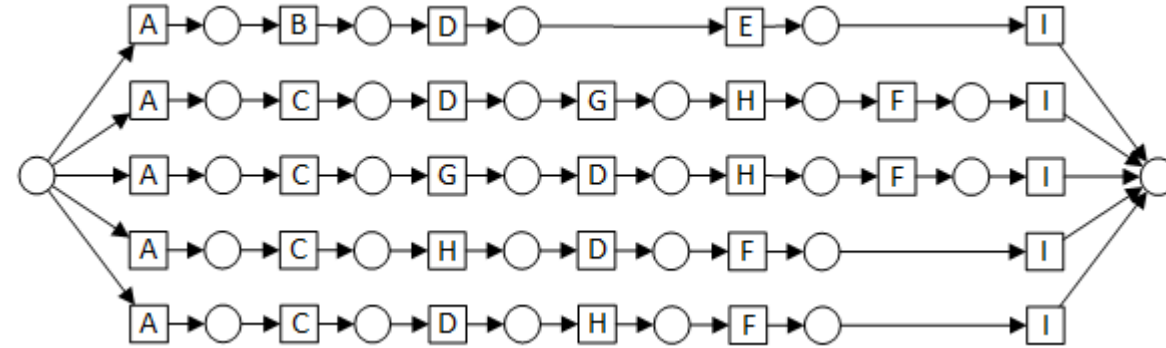 A B D E I
A C D G H F I
A C G D H F I
A C H D F I
A C D H F I